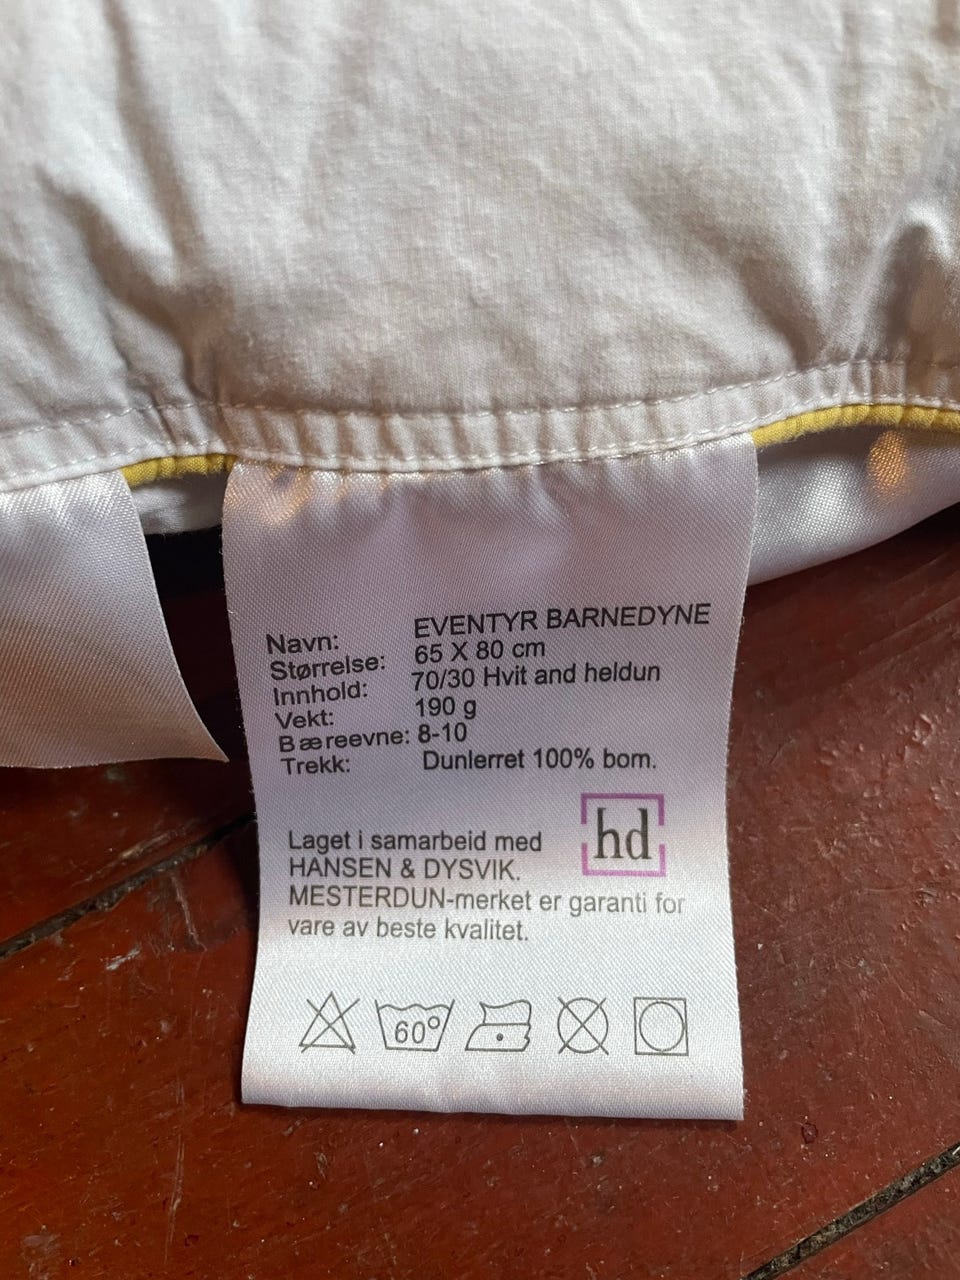 Navn: EVENTYR BARNEDYNE
Størrelse: 65 X 80 cm
Innhold: 70/30 Hvit and heldun
Vekt: 190 g
Bæreevne: 8-10
Trekk: Dunlerret 100% bom.
Laget i samarbeid med
HANSEN & DYSVIK.
hd
MESTERDUN-merket er garanti for
vare av beste kvalitet.
60°